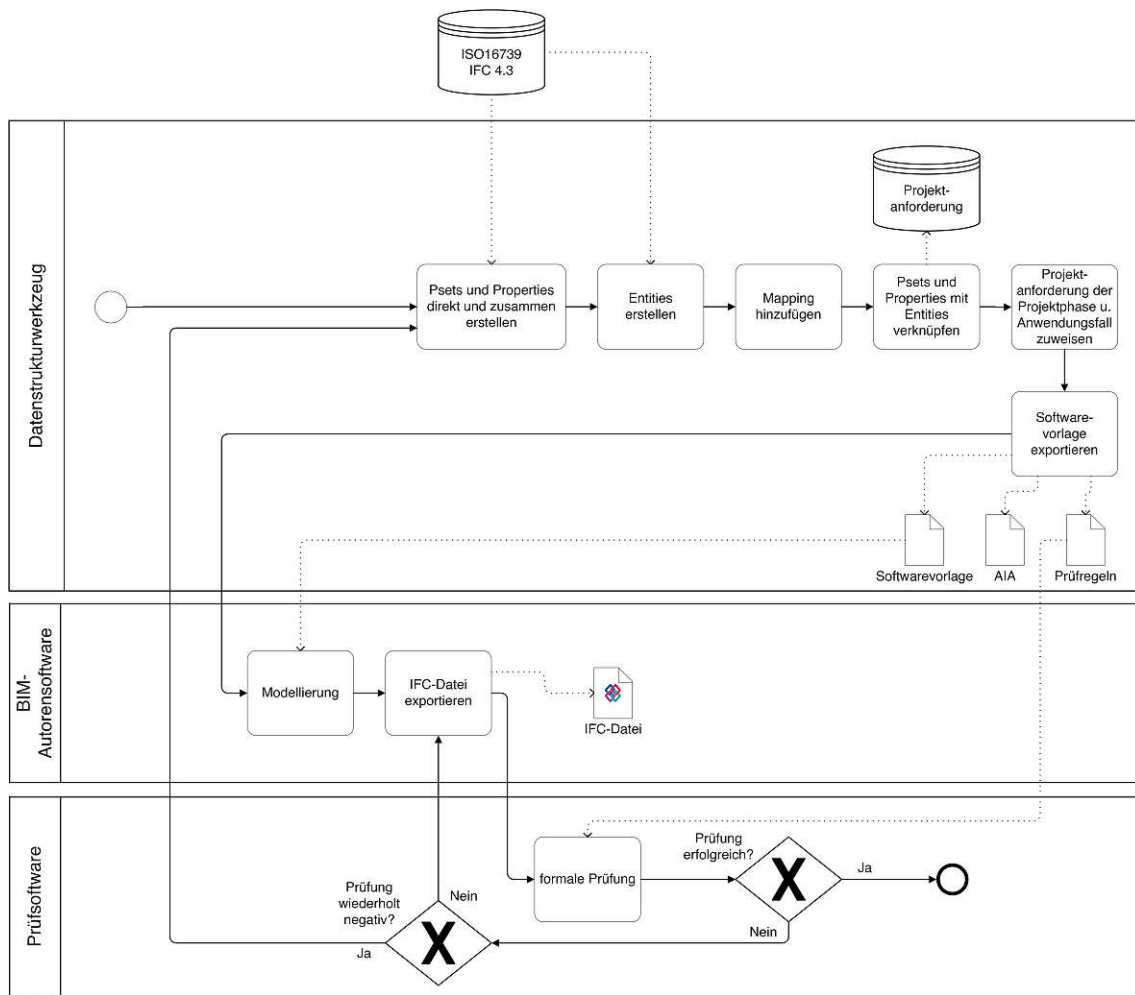 ISO16739
IFC 4.3
Datenstrukturwerkzeug
Projekt-
anforderung
Psets und Properties
direkt und zusammen
erstellen
Entities
erstellen
Mapping
hinzufügen
Psets und
Properties mit
Entities
verknüpfen
Projekt-
anforderung der
Projektphase u.
Anwendungsfall
zuweisen
Software-
vorlage
exportieren
Softwarevorlage
AIA
Prüfregeln
BIM-
Autorensoftware
Modellierung
IFC-Datei
exportieren
IFC-Datei
Prüfsoftware
formale Prüfung
Prüfung
erfolgreich?
X
Ja
Nein
Prüfung
wiederholt
negativ?
X
Nein
Ja